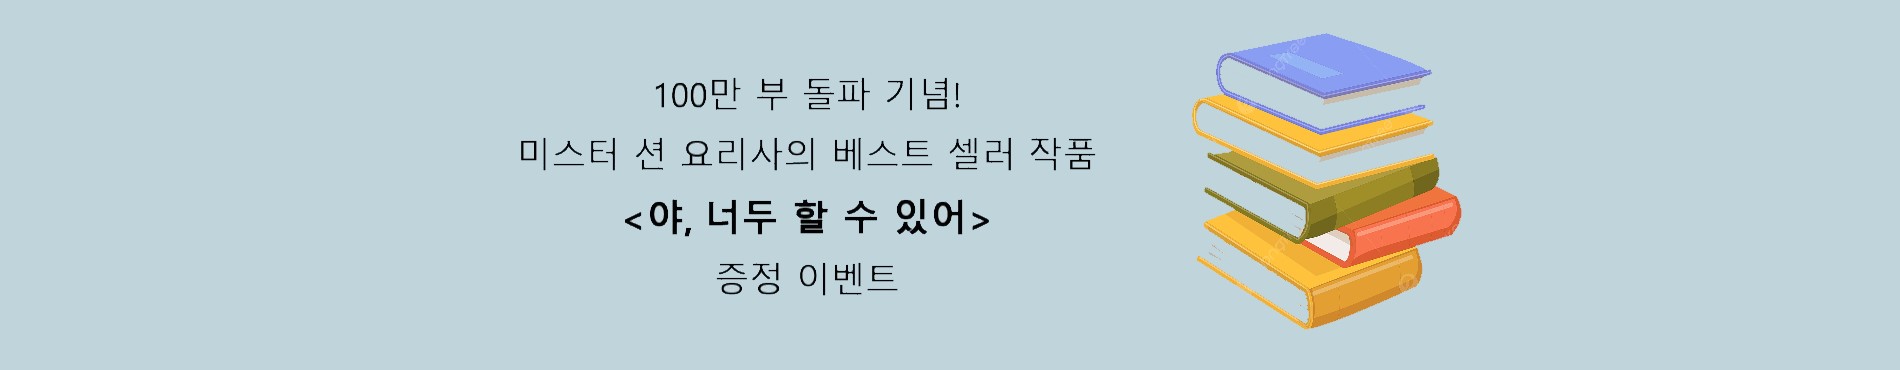 100만 부 돌파 기념!
미스터 션 요리사의 베스트 셀러 작품
<야, 너두 할 수 있어>
증정 이벤트